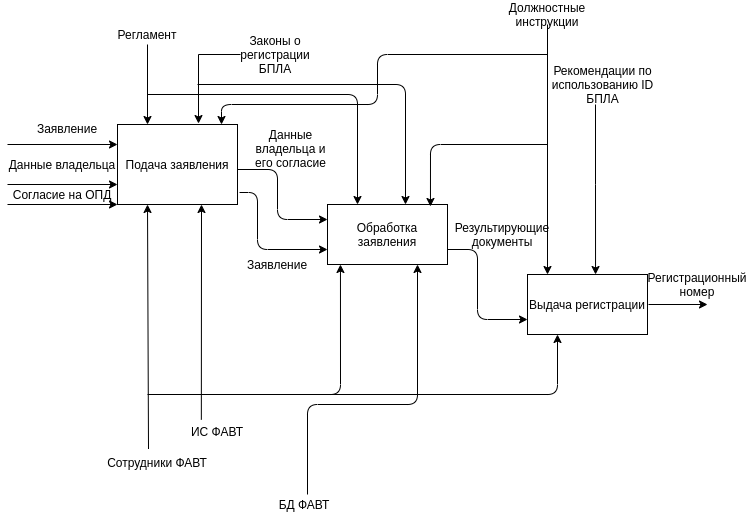 Должностные
инструкции
Регламент
Законы о
регистрации
БПЛА
Рекомендации по
использованию ID
БПЛА
Заявление
Данные владельца
Согласие на ОПД
Подача заявления
Данные
владельца и
его согласие
Заявление
Обработка
заявления
Результирующие
документы
Выдача регистрации
Регистрационный
номер
ИС ФАВТ
Сотрудники ФАВТ
БД ФАВТ